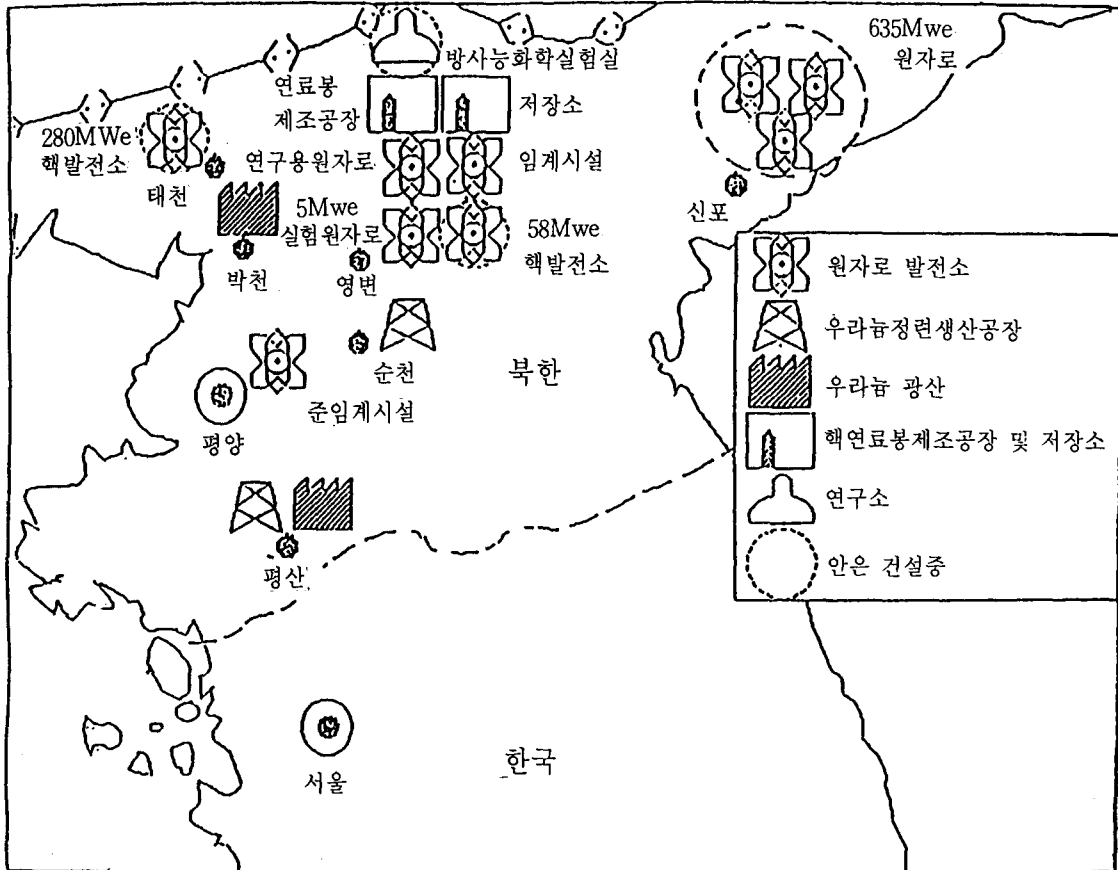 635Mwe
원자로
방사능화학실험실
연료봉
제조공장
저장소
280MWe
핵발전소
태천
연구용원자로
임계시설
5Mwe
실험원자로
58Mwe
핵발전소
신포
박천
영변
순천
북한
준임계시설
평양
평산
서울
한국
원자로 발전소
우라늄정련생산공장
우라늄 광산
핵연료봉제조공장 및 저장소
연구소
안은 건설중